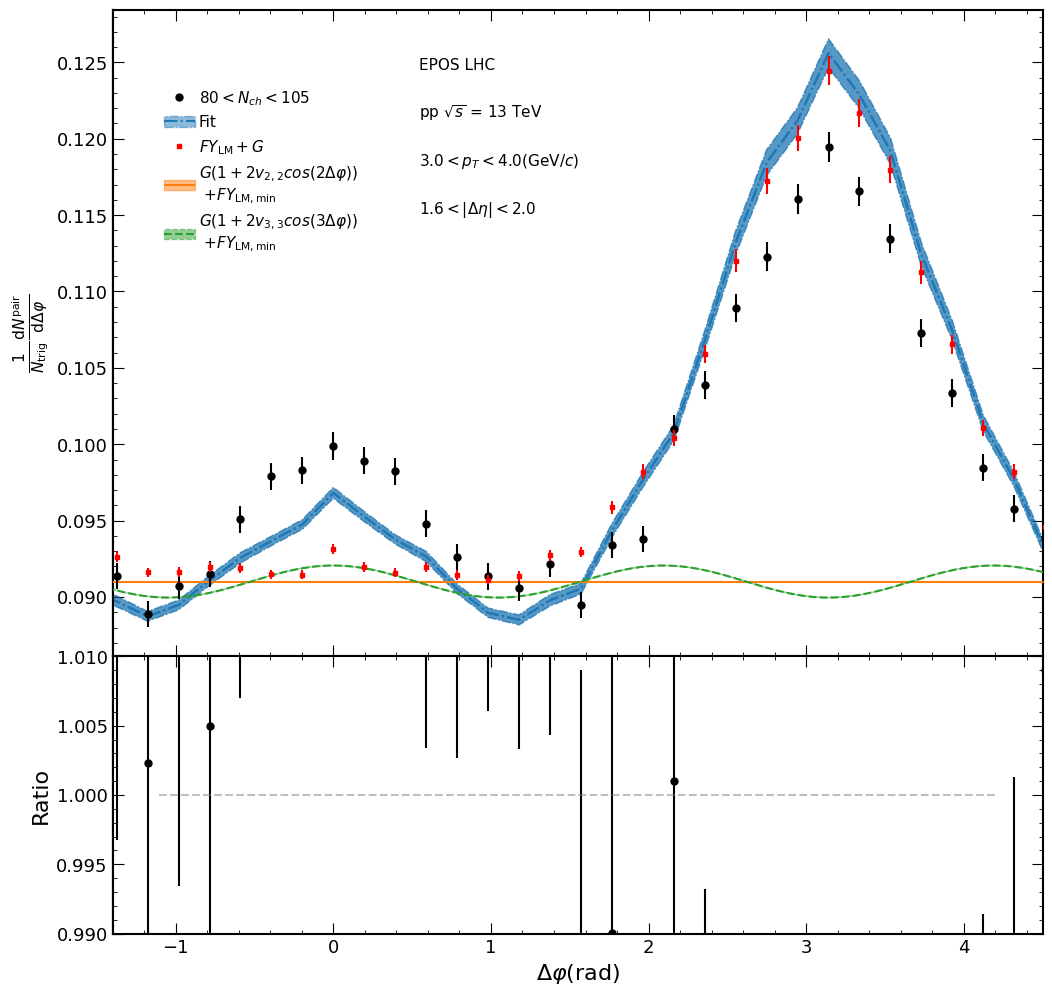 EPOS LHC
80 < N_ch < 105
Fit
pp √s = 13 TeV
FY_LM + G
G(1 + 2v_2,2 cos(2Δφ))
+FY_LM,min
3.0 < p_T < 4.0(GeV/c)
G(1 + 2v_3,3 cos(3Δφ))
+FY_LM,min
1.6 < |Δη| < 2.0
1/N_trig dN^pair/dΔφ
0.125
0.120
0.115
0.110
0.105
0.100
0.095
0.090
1.010
1.005
1.000
0.995
0.990
Ratio
−1 0 1 2 3 4
Δφ(rad)